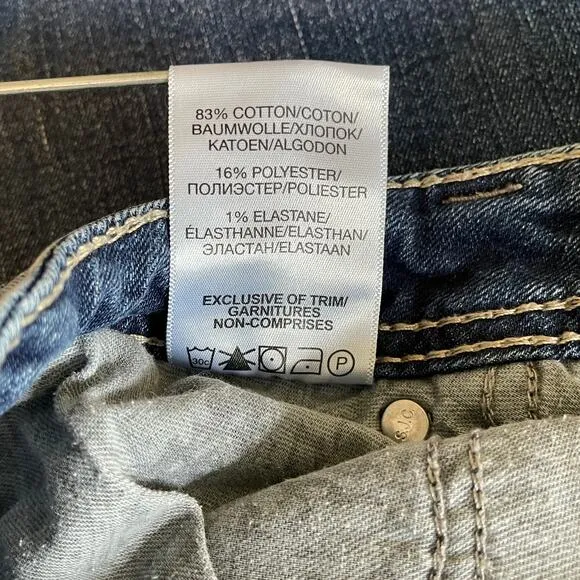 83% COTTON/COTON/
BAUMWOLLE/ХЛОПОК/
KATOEN/ALGODON
16% POLYESTER/
ПОЛИЭСТЕР/POLIESTER
1% ELASTANE/
ÉLASTHANNE/ELASTHAN/
ЭЛАСТАН/ELASTAAN
EXCLUSIVE OF TRIM/
GARNITURES
NON-COMPRISES
30C P
S.J.C.